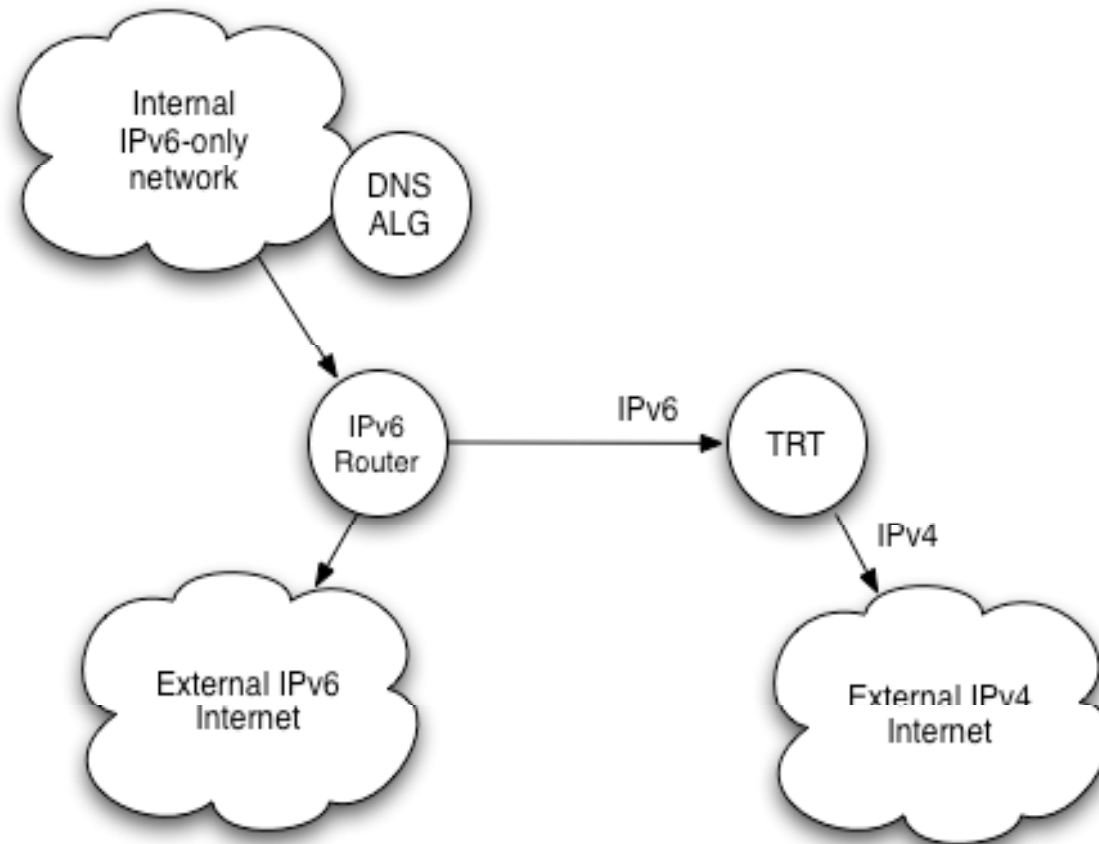 Internal
IPv6-only
network
DNS
ALG
IPv6
Router
IPv6
TRT
IPv4
External IPv6
Internet
External IPv4
Internet